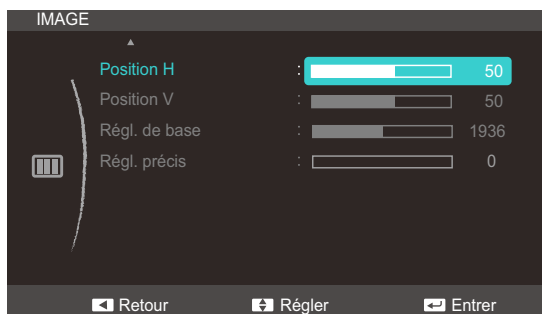 IMAGE
Position H : 50
Position V : 50
Régl. de base : 1936
Régl. précis : 0
Retour Régler Entrer